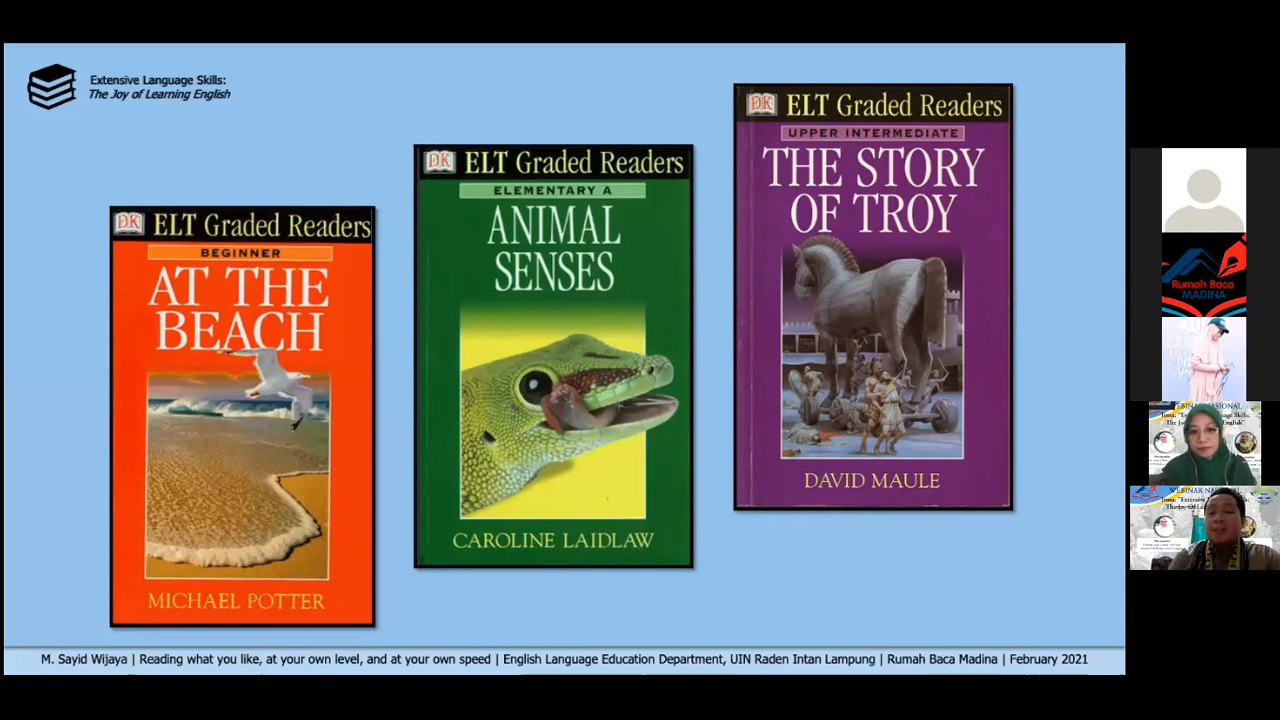 Extensive Language Skills:
The Joy of Learning English
DK ELT Graded Readers
BEGINNER
AT THE
BEACH
MICHAEL POTTER
DK ELT Graded Readers
ELEMENTARY A
ANIMAL
SENSES
CAROLINE LAIDLAW
DK ELT Graded Readers
UPPER INTERMEDIATE
THE STORY
OF TROY
DAVID MAULE
M. Sayid Wijaya | Reading what you like, at your own level, and at your own speed | English Language Education Department, UIN Raden Intan Lampung | Rumah Baca Madina | February 2021
Rumah Baca
MADINA
WEBINAR NASIONAL
WEBINAR